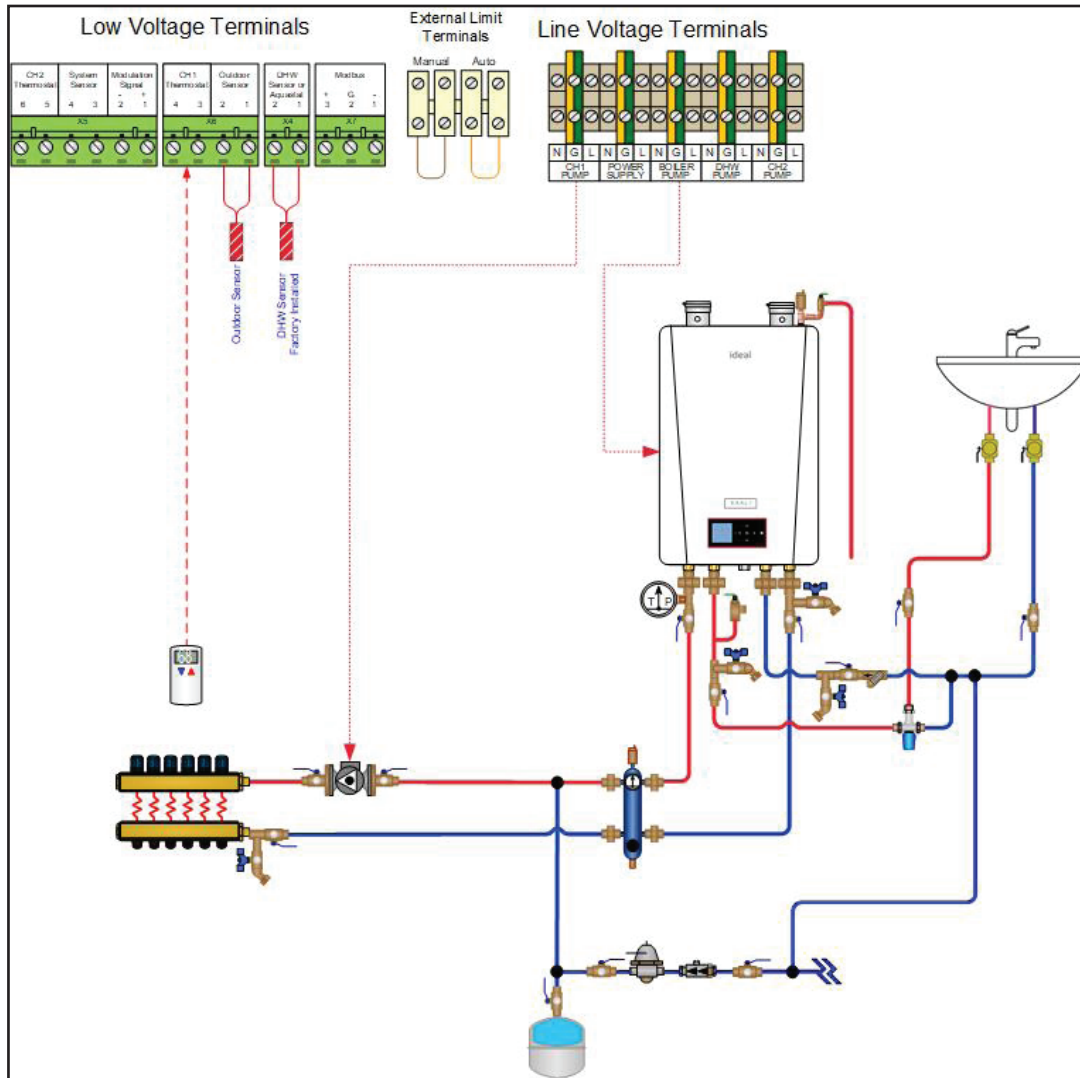 Low Voltage Terminals
External Limit
Terminals
Line Voltage Terminals
Manual Auto
CH2
Thermostat
6 5
System
Sensor
4 3
Modulation
Signal
- +
2 1
X5
CH1
Thermostat
4 3
Outdoor
Sensor
2 1
X6
DHW
Sensor or
Aquastat
2 1
X4
Modbus
+ G -
3 2 1
X7
N G L N G L N G L N G L N G L
CH1
PUMP
POWER
SUPPLY
BOILER
PUMP
DHW
PUMP
CH2
PUMP
Outdoor Sensor
DHW Sensor
Factory Installed
ideal
T P